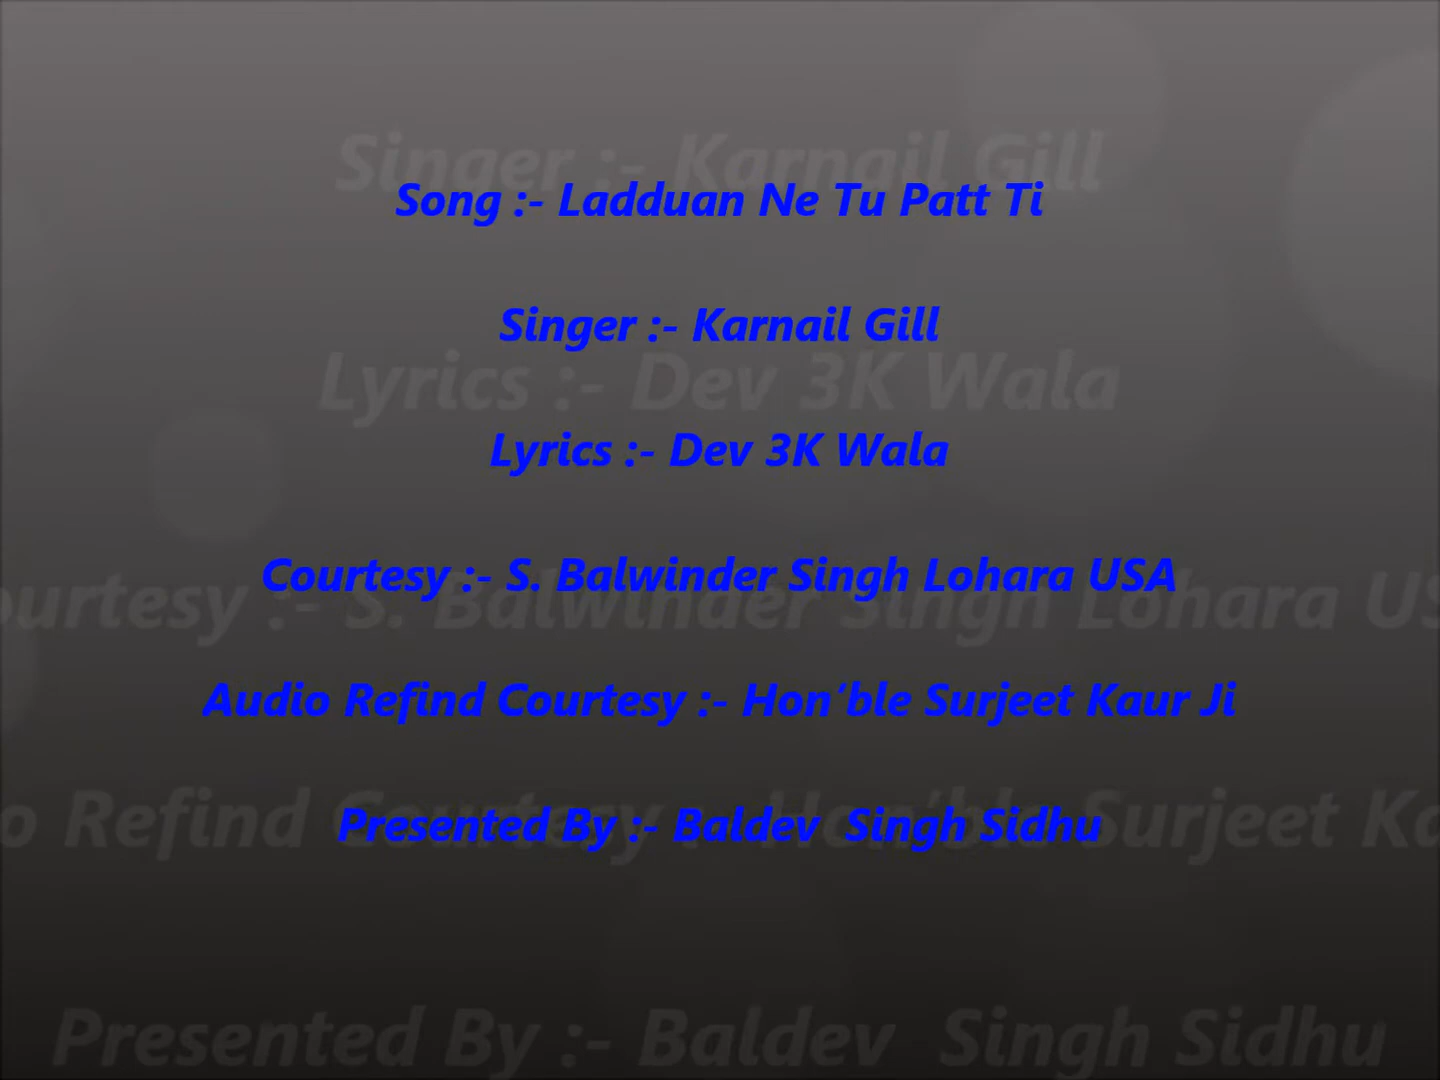 Song :- Ladduan Ne Tu Patt Ti
Singer :- Karnail Gill
Lyrics :- Dev 3K Wala
Courtesy :- S. Balwinder Singh Lohara USA
Audio Refind Courtesy :- Hon’ble Surjeet Kaur Ji
Presented By :- Baldev  Singh Sidhu